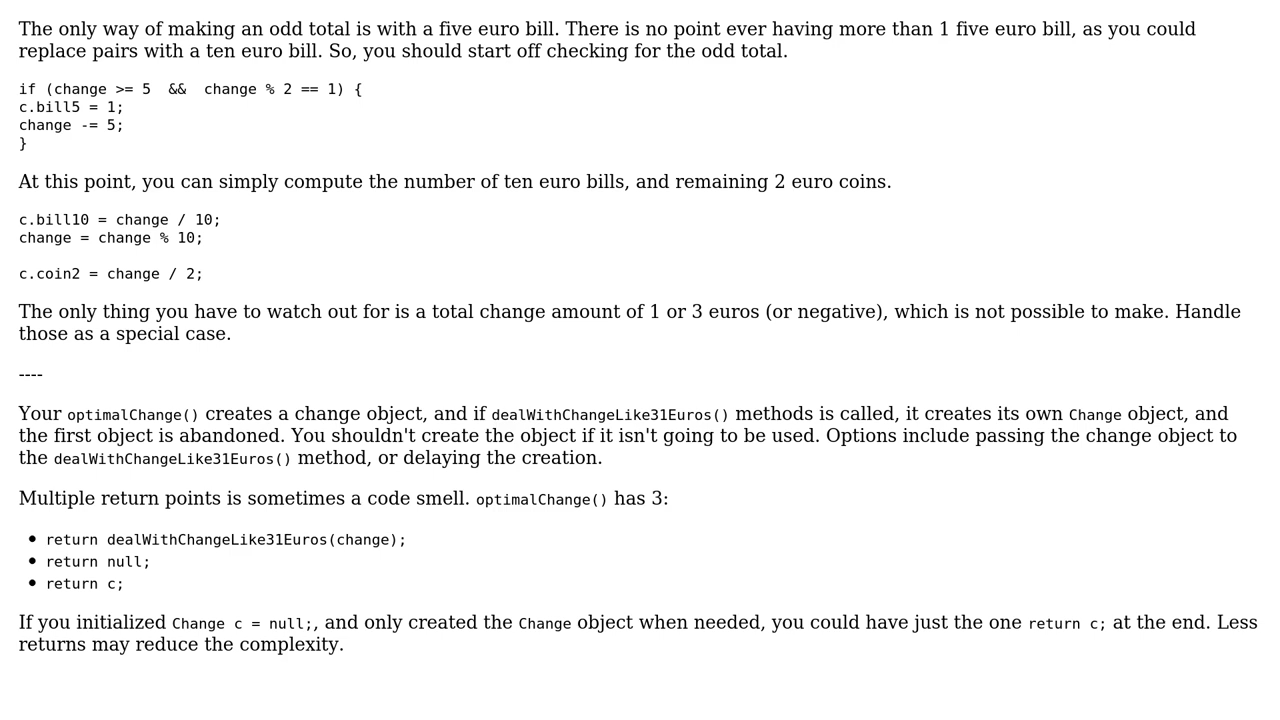 The only way of making an odd total is with a five euro bill. There is no point ever having more than 1 five euro bill, as you could
replace pairs with a ten euro bill. So, you should start off checking for the odd total.
if (change >= 5  &&  change % 2 == 1) {
c.bill5 = 1;
change -= 5;
}
At this point, you can simply compute the number of ten euro bills, and remaining 2 euro coins.
c.bill10 = change / 10;
change = change % 10;
c.coin2 = change / 2;
The only thing you have to watch out for is a total change amount of 1 or 3 euros (or negative), which is not possible to make. Handle
those as a special case.
----
Your optimalChange() creates a change object, and if dealWithChangeLike31Euros() methods is called, it creates its own Change object, and
the first object is abandoned. You shouldn't create the object if it isn't going to be used. Options include passing the change object to
the dealWithChangeLike31Euros() method, or delaying the creation.
Multiple return points is sometimes a code smell. optimalChange() has 3:
• return dealWithChangeLike31Euros(change);
• return null;
• return c;
If you initialized Change c = null;, and only created the Change object when needed, you could have just the one return c; at the end. Less
returns may reduce the complexity.